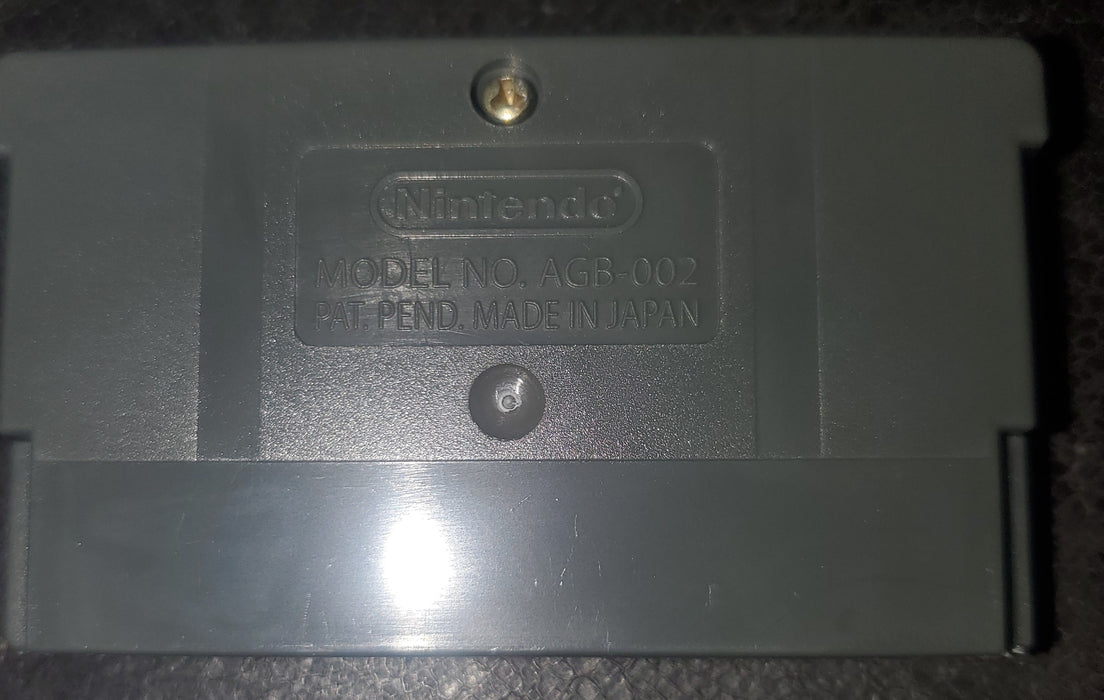 Nintendo
MODEL NO. AGB-002
PAT. PEND. MADE IN JAPAN